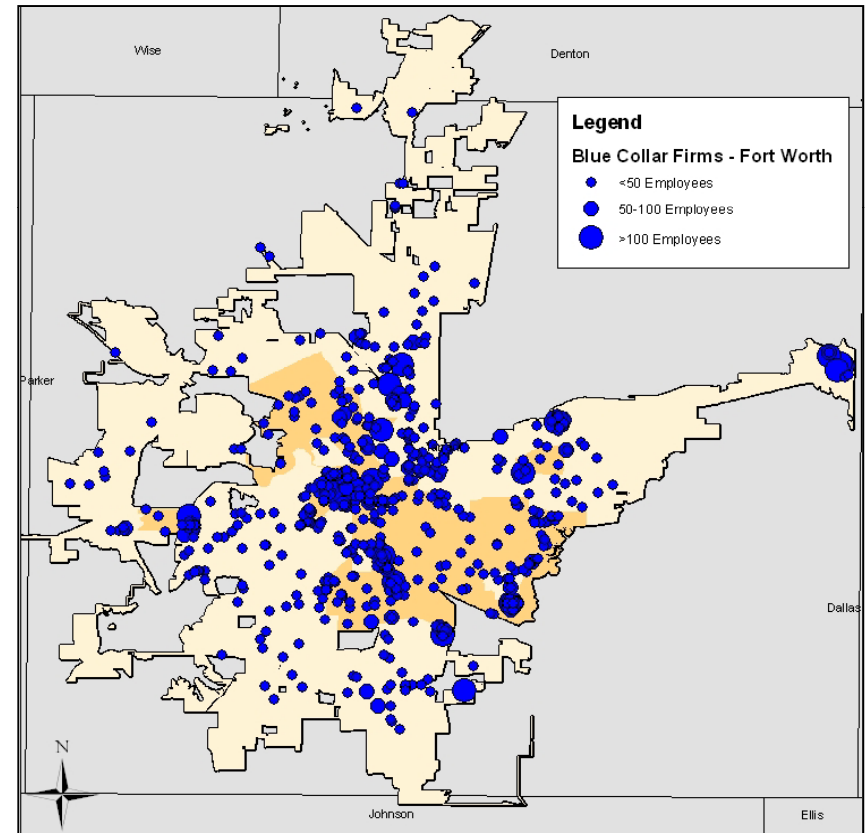 Wise
Denton
Legend
Blue Collar Firms - Fort Worth
<50 Employees
50-100 Employees
>100 Employees
Parker
Dallas
N
Johnson
Ellis